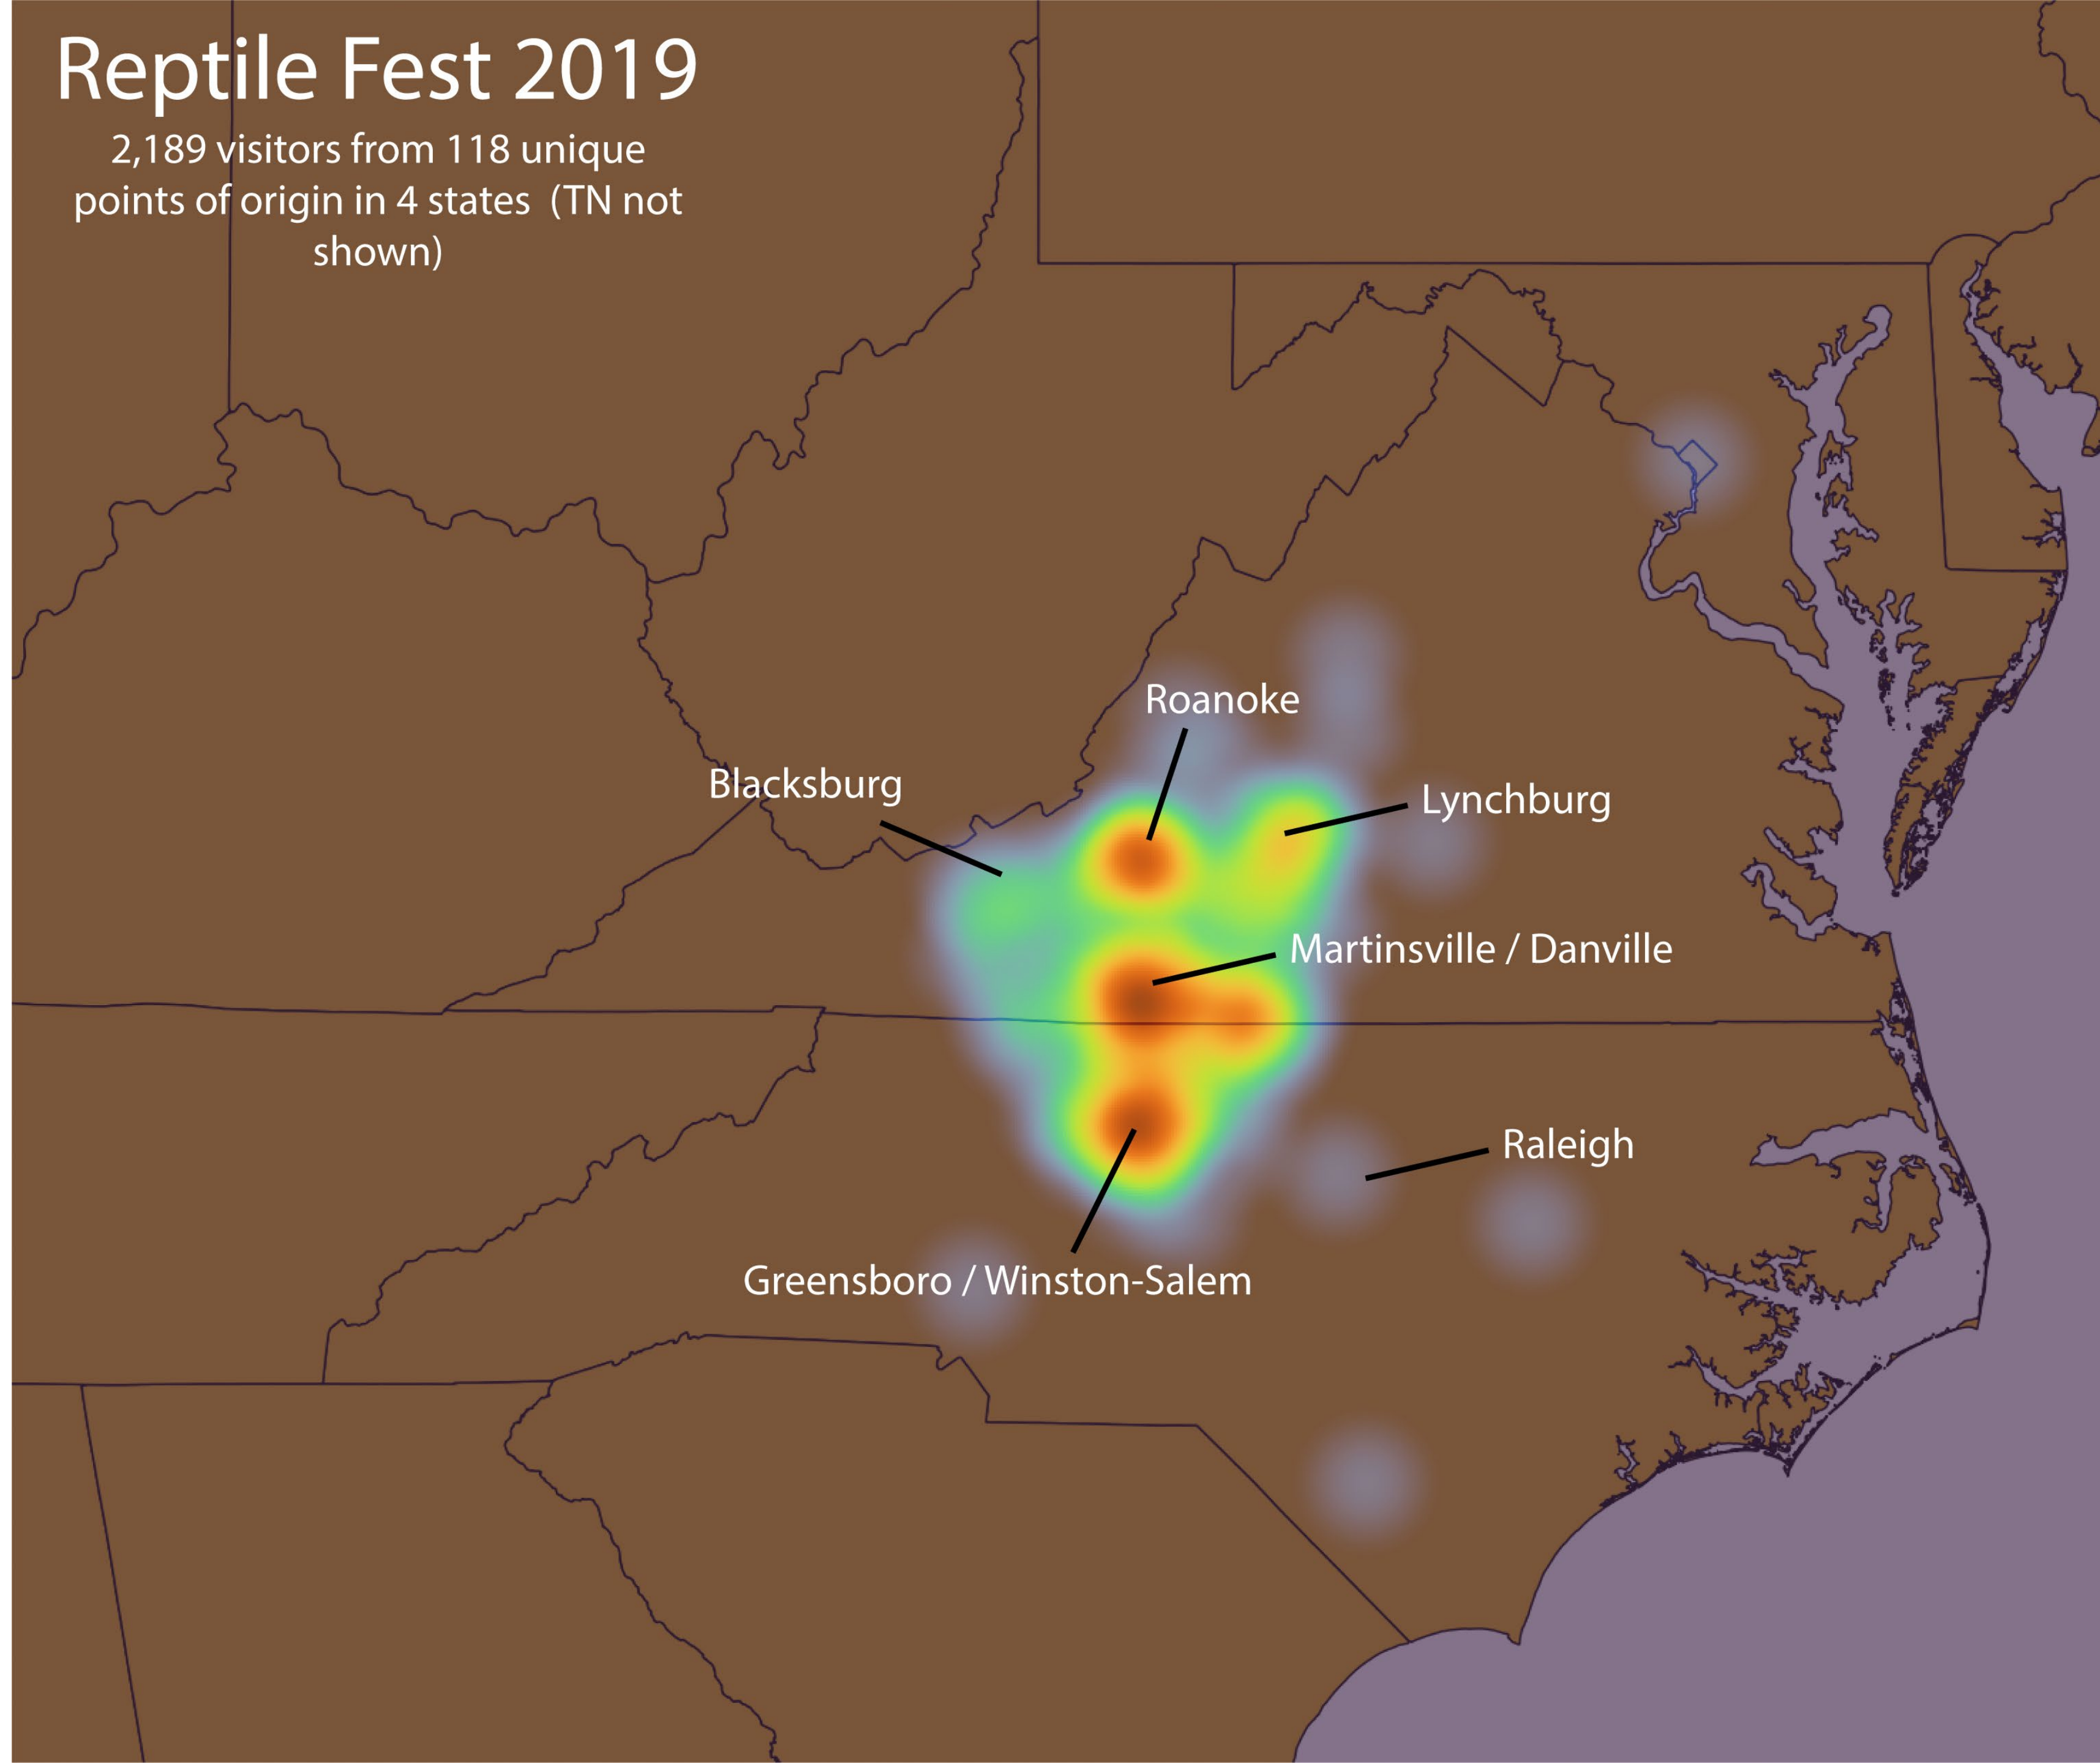 Reptile Fest 2019
2,189 visitors from 118 unique
points of origin in 4 states  (TN not
shown)
Roanoke
Blacksburg
Lynchburg
Martinsville / Danville
Raleigh
Greensboro / Winston-Salem